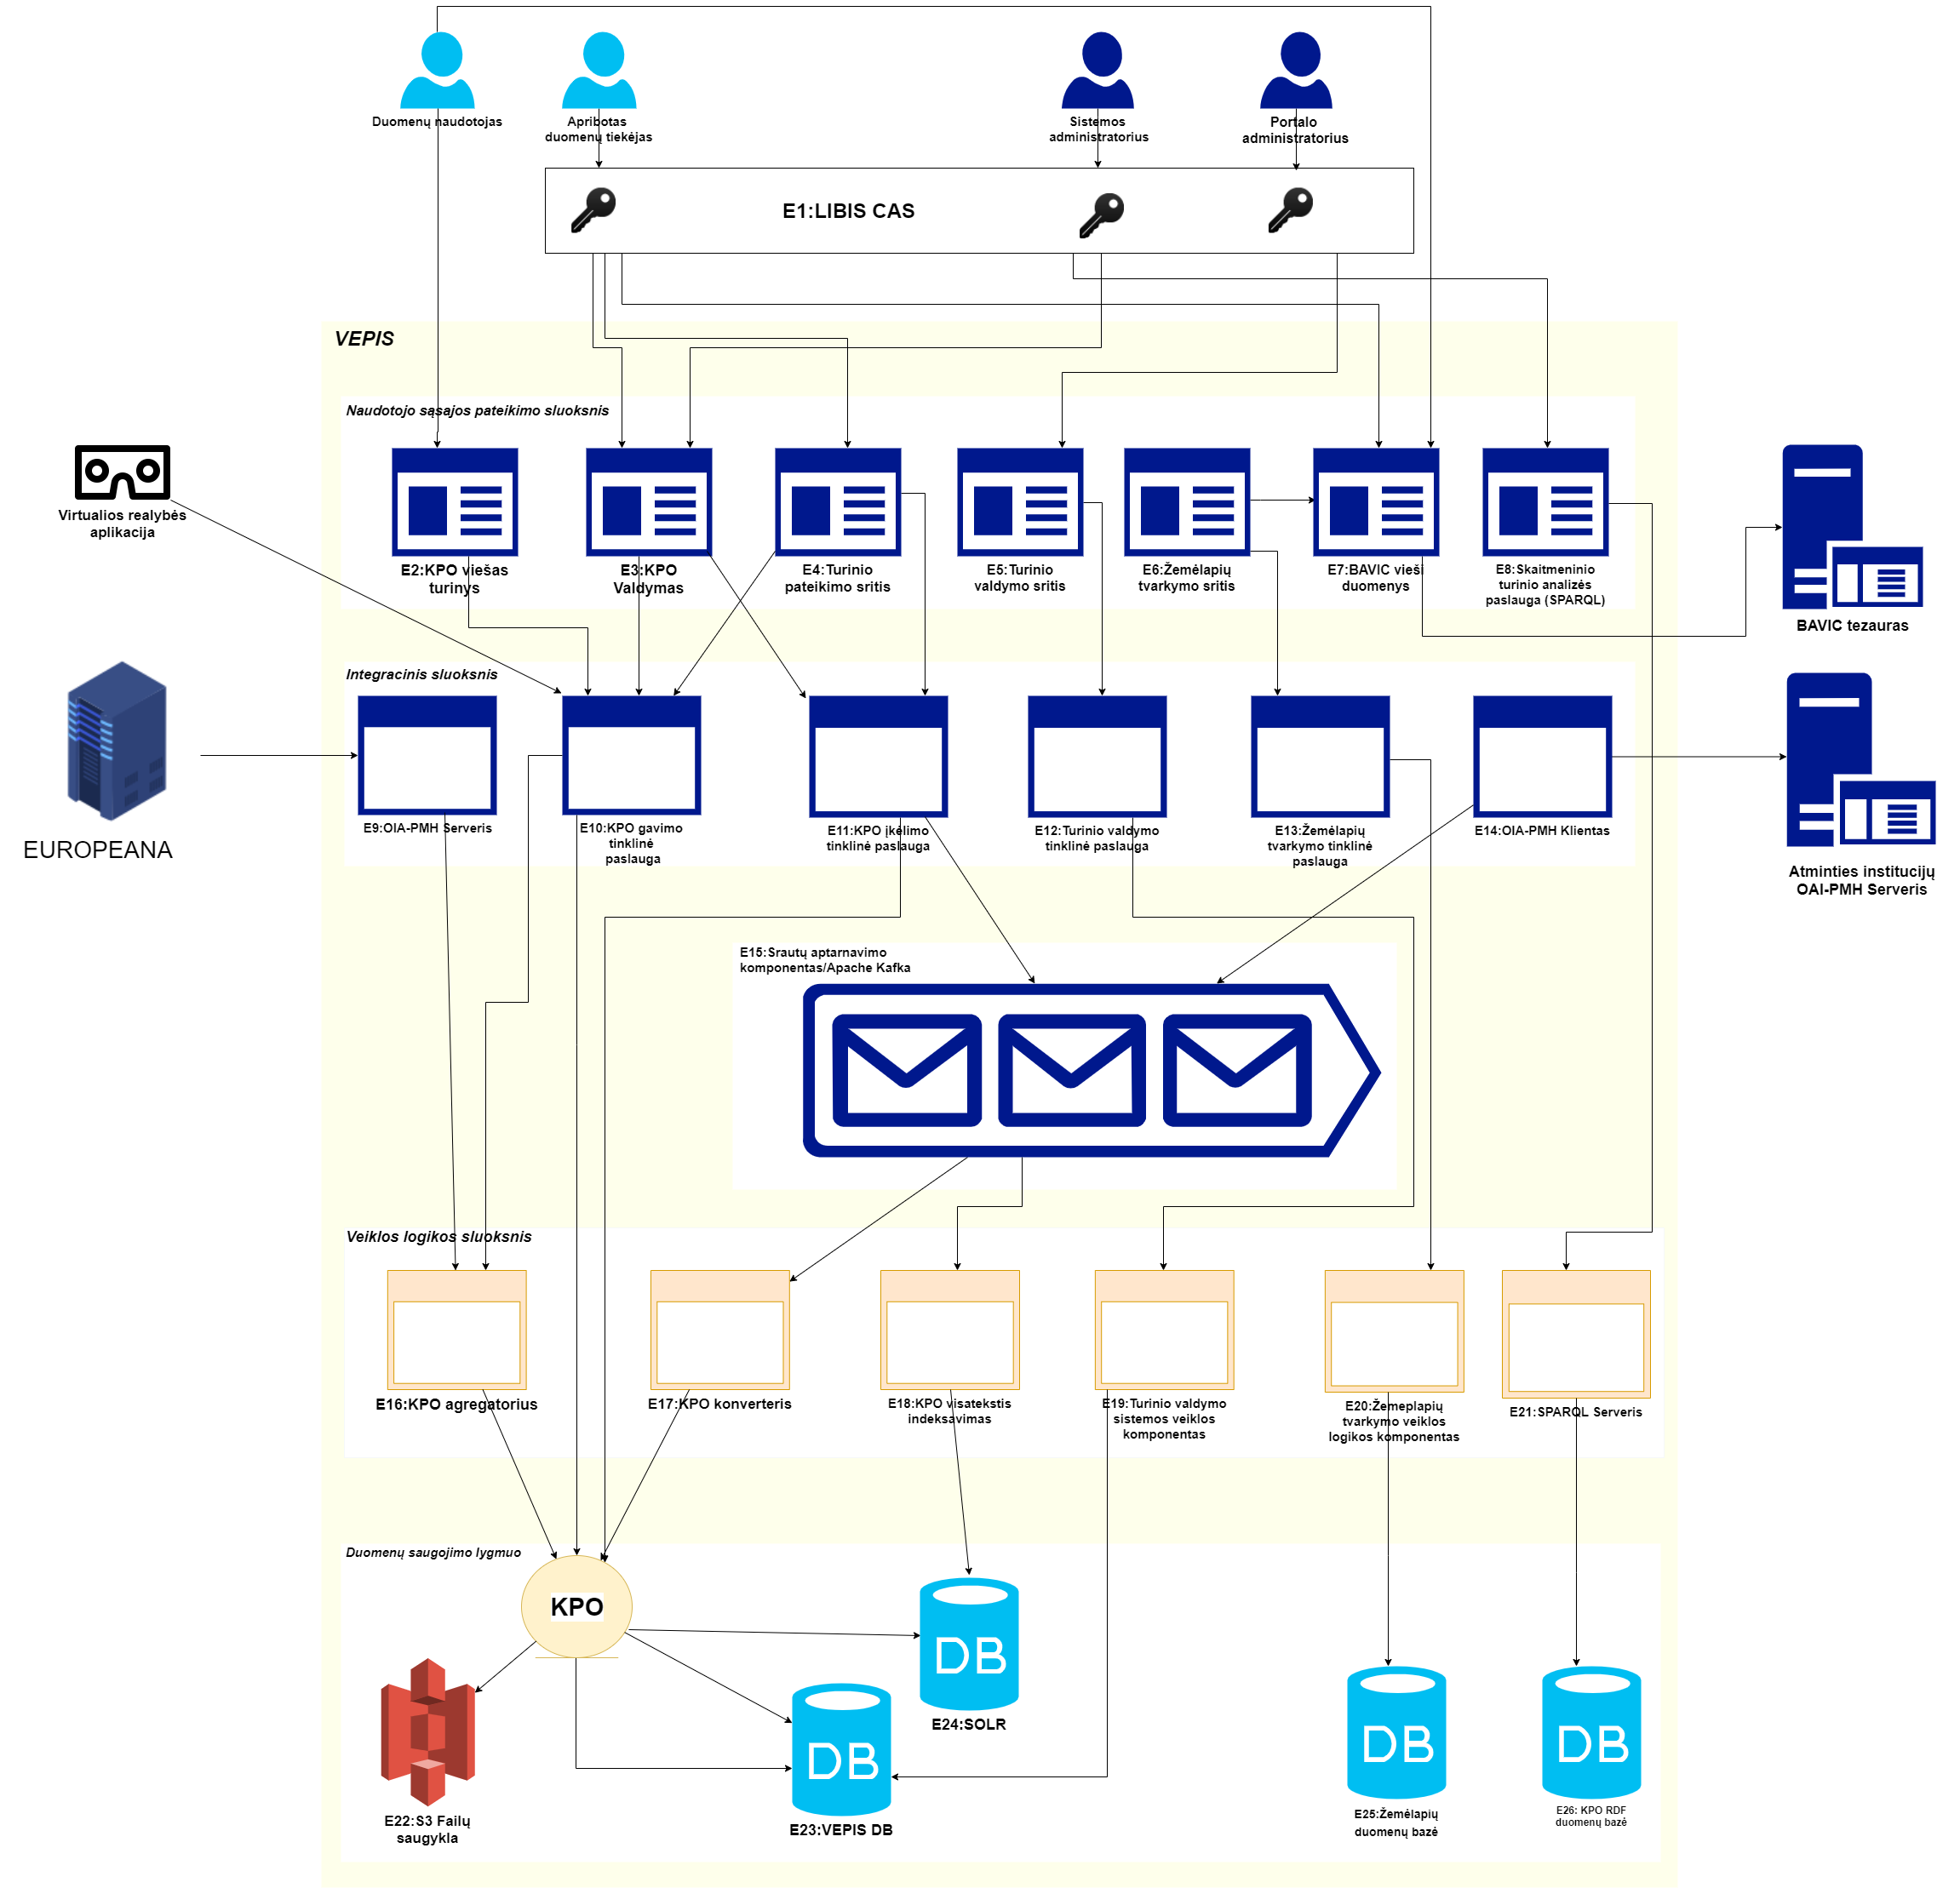 Duomenų naudotojas
Apribotas
duomenų tiekėjas
Sistemos
administratorius
Portalo
administratorius
E1:LIBIS CAS
VEPIS
Naudotojo sąsajos pateikimo sluoksnis
Virtualios realybės
aplikacija
E2:KPO viešas
turinys
E3:KPO
Valdymas
E4:Turinio
pateikimo sritis
E5:Turinio
valdymo sritis
E6:Žemėlapių
tvarkymo sritis
E7:BAVIC vieši
duomenys
E8:Skaitmeninio
turinio analizės
paslauga (SPARQL)
BAVIC tezauras
Integracinis sluoksnis
EUROPEANA
E9:OIA-PMH Serveris
E10:KPO gavimo
tinklinė
paslauga
E11:KPO įkėlimo
tinklinė paslauga
E12:Turinio valdymo
tinklinė paslauga
E13:Žemėlapių
tvarkymo tinklinė
paslauga
E14:OIA-PMH Klientas
Atminties institucijų
OAI-PMH Serveris
E15:Srautų aptarnavimo
komponentas/Apache Kafka
Veiklos logikos sluoksnis
E16:KPO agregatorius
E17:KPO konverteris
E18:KPO visatekstis
indeksavimas
E19:Turinio valdymo
sistemos veiklos
komponentas
E20:Žemeplapių
tvarkymo veiklos
logikos komponentas
E21:SPARQL Serveris
Duomenų saugojimo lygmuo
KPO
DB
E24:SOLR
DB
E23:VEPIS DB
DB
E25:Žemėlapių
duomenų bazė
DB
E26: KPO RDF
duomenų bazė
E22:S3 Failų
saugykla